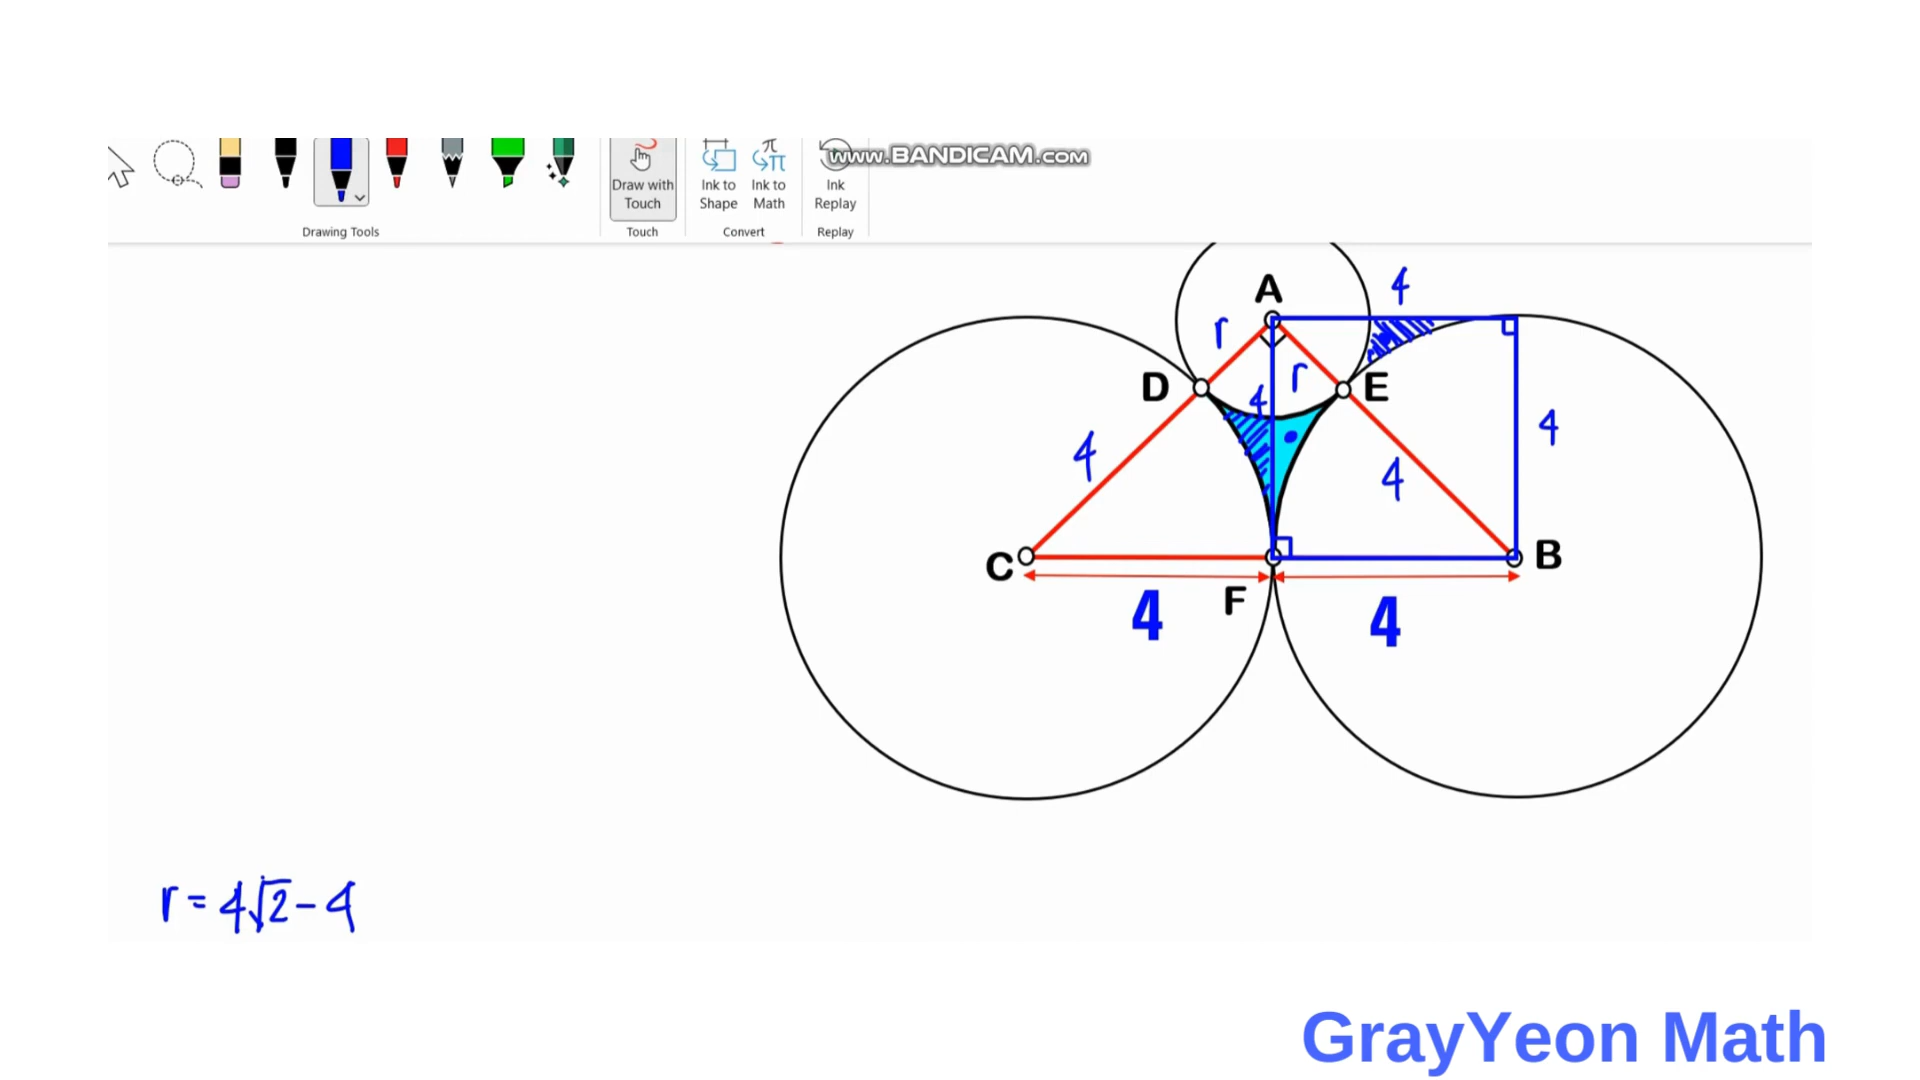 www.BANDICAM.com
Draw with Touch
Ink to Shape
Ink to Math
Ink Replay
Drawing Tools
Touch
Convert
Replay
A
4
r
r
D
E
4
4
4
4
C
B
F
4
4
r = 4√2 - 4
GrayYeon Math